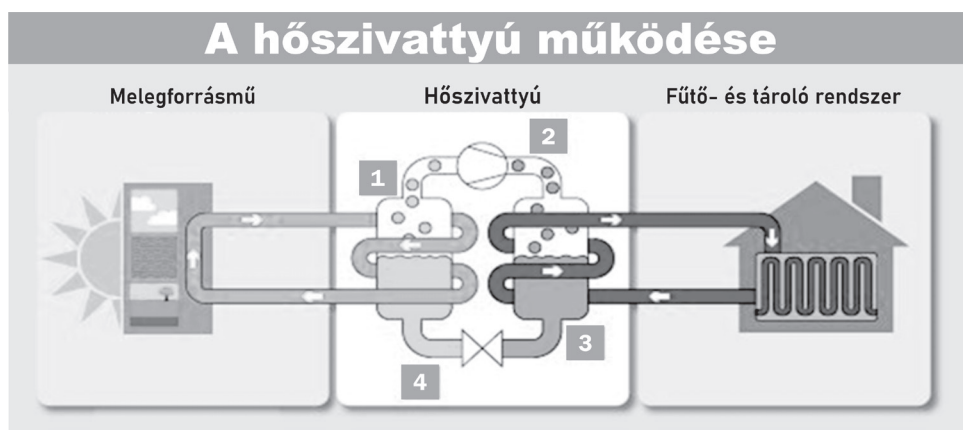 A hőszivattyú működése
Melegforrásmű
Hőszivattyú
Fűtő- és tároló rendszer
1
2
3
4